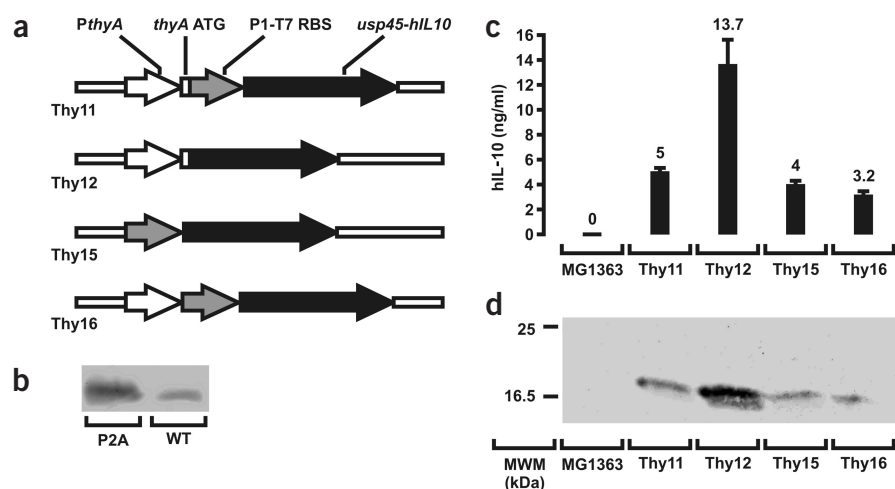 a
PthyA
thyA ATG
P1-T7 RBS
usp45-hIL10
Thy11
Thy12
Thy15
Thy16
b
P2A
WT
c
hIL-10 (ng/ml)
16
14
12
10
8
6
4
2
0
0
5
13.7
4
3.2
MG1363
Thy11
Thy12
Thy15
Thy16
d
25
16.5
MWM
(kDa)
MG1363
Thy11
Thy12
Thy15
Thy16